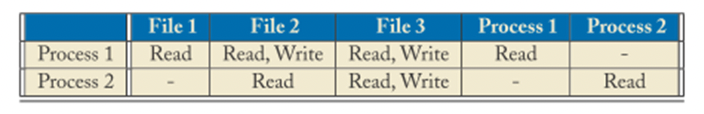 File 1 File 2 File 3 Process 1 Process 2
Process 1 Read Read, Write Read, Write Read -
Process 2 - Read Read, Write - Read